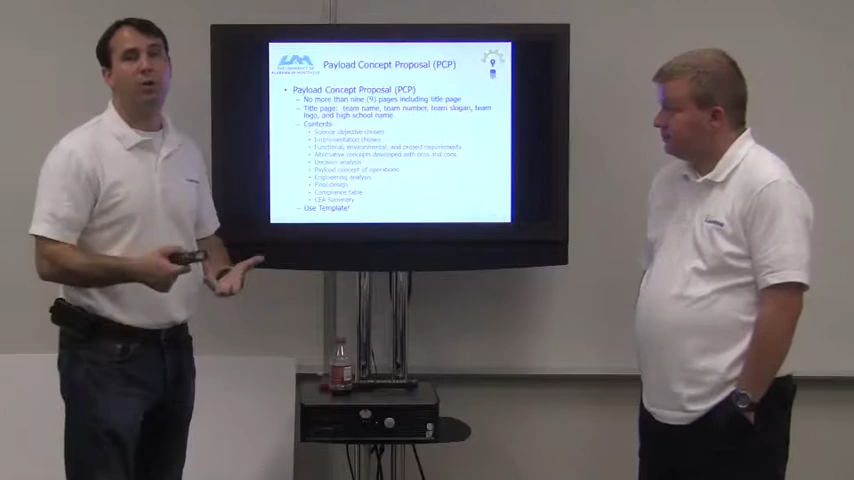 Payload Concept Proposal (PCP)
UAH
THE UNIVERSITY OF
ALABAMA IN HUNTSVILLE
• Payload Concept Proposal (PCP)
– No more than nine (9) pages including title page
– Title page: team name, team number, team slogan, team
logo, and high school name
– Contents
• Science objective chosen
• Instrumentation chosen
• Functional, environmental, and project requirements
• Alternative concepts developed with pros and cons
• Decision analysis
• Payload concept of operations
• Engineering analysis
• Final design
• Compliance table
• CEA Summary
– Use Template!